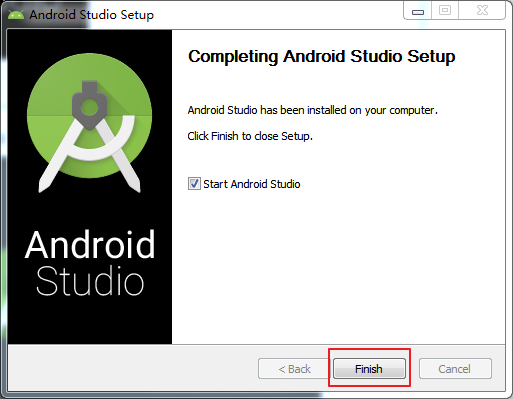 Android Studio Setup
Completing Android Studio Setup
Android Studio has been installed on your computer.
Click Finish to close Setup.
Start Android Studio
Android
Studio
< Back
Finish
Cancel